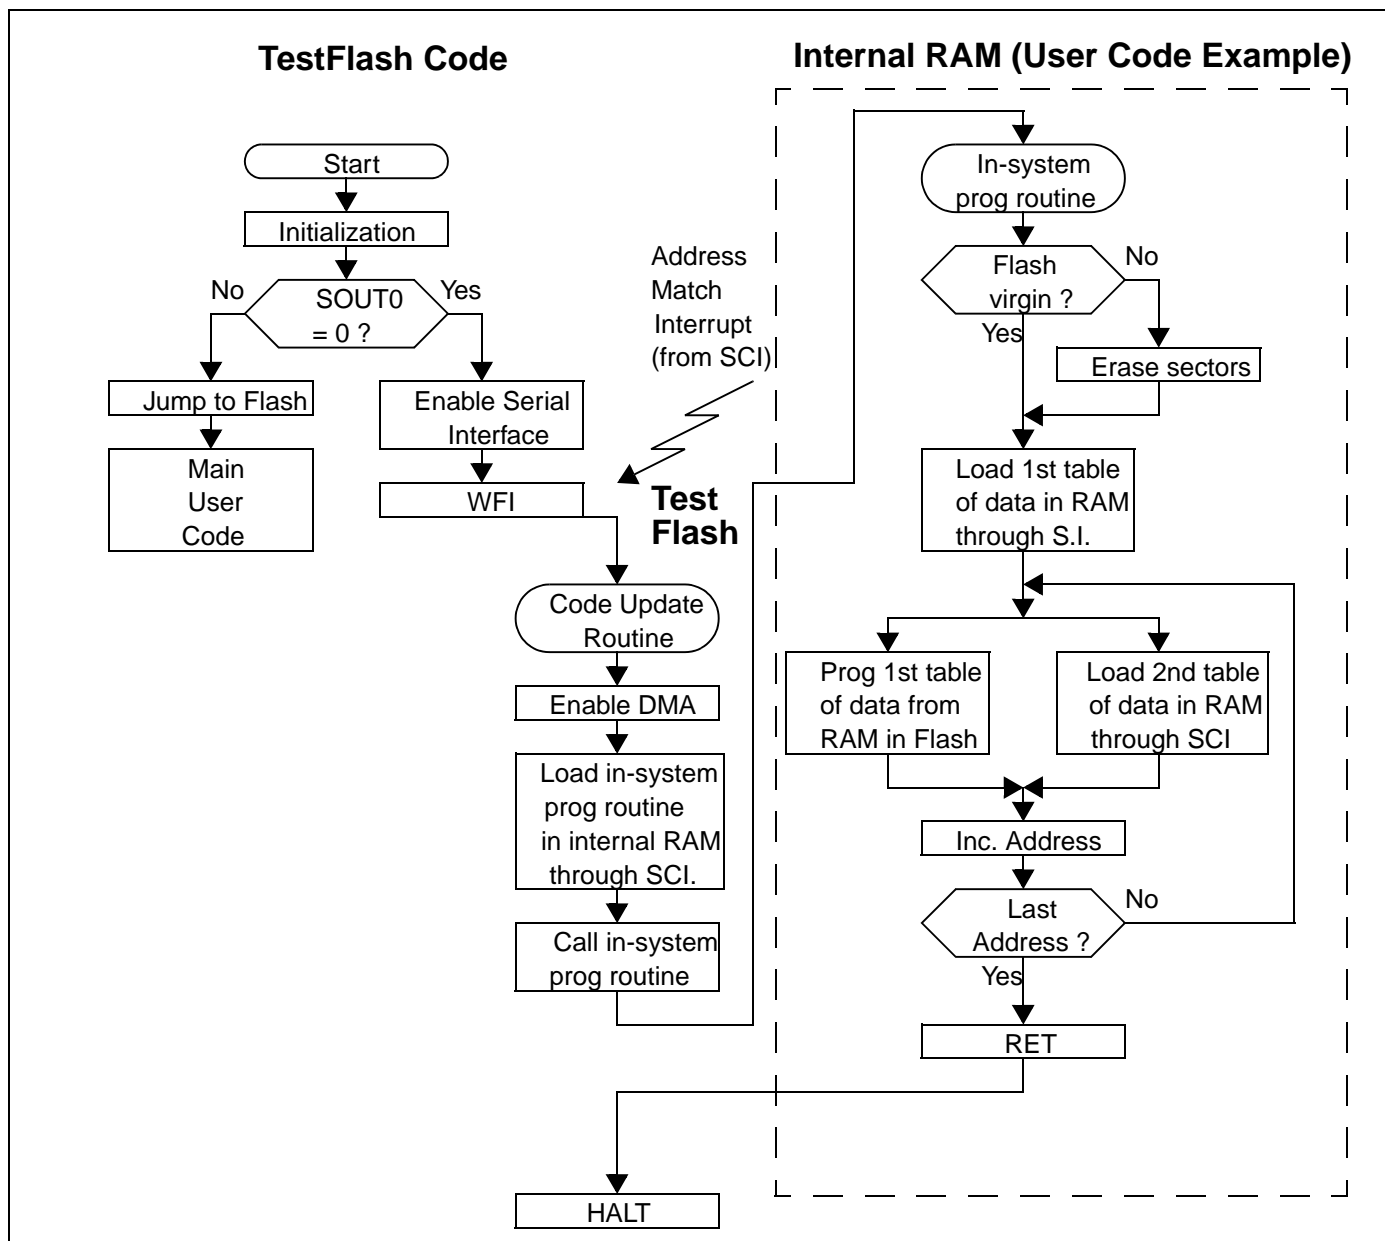 TestFlash Code
Start
Initialization
No
SOUT0
= 0 ?
Yes
Jump to Flash
Main
User
Code
Enable Serial
Interface
WFI
Address
Match
Interrupt
(from SCI)
Test
Flash
Code Update
Routine
Enable DMA
Load in-system
prog routine
in internal RAM
through SCI.
Call in-system
prog routine
HALT
Internal RAM (User Code Example)
In-system
prog routine
Flash
virgin ?
No
Yes
Erase sectors
Load 1st table
of data in RAM
through S.I.
Prog 1st table
of data from
RAM in Flash
Load 2nd table
of data in RAM
through SCI
Inc. Address
Last
Address ?
No
Yes
RET